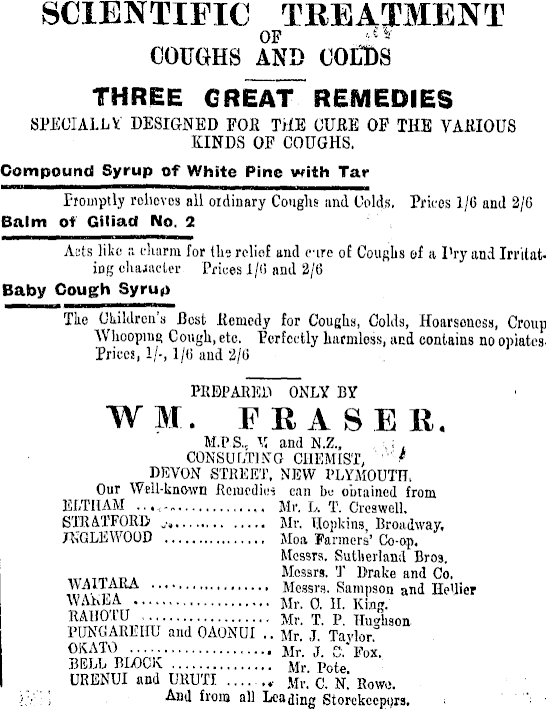 SCIENTIFIC TREATMENT
OF
COUGHS AND COLDS
THREE GREAT REMEDIES
SPECIALLY DESIGNED FOR THE CURE OF THE VARIOUS
KINDS OF COUGHS.
Compound Syrup of White Pine with Tar
Promptly relieves all ordinary Coughs and Colds. Prices 1/6 and 2/6
Balm of Giliad No. 2
Acts like a charm for the relief and cure of Coughs of a Dry and Irritat-
ing character Prices 1/6 and 2/6
Baby Cough Syrup
The Children's Best Remedy for Coughs, Colds, Hoarseness, Croup
Whooping Cough, etc. Perfectly harmless, and contains no opiates.
Prices, 1/-, 1/6 and 2/6
PREPARED ONLY BY
WM. FRASER.
M.P.S., V. and N.Z.,
CONSULTING CHEMIST,
DEVON STREET, NEW PLYMOUTH.
Our Well-known Remedies can be obtained from
ELTHAM .................... Mr. L. T. Creswell.
STRATFORD ................ Mr. Hopkins, Broadway.
INGLEWOOD ............... Moa Farmers' Co-op.
Messrs. Sutherland Bros.
Messrs. T Drake and Co.
WAITARA .................. Messrs. Sampson and Hellier
WAREA ..................... Mr. O. H. King.
RAHOTU .................... Mr. T. P. Hughson
PUNGAREHU and OAONUI .. Mr. J. Taylor.
OKATO ...................... Mr. J. C. Fox.
BELL BLOCK ............... Mr. Pote.
URENUI and URUTI ....... Mr. C. N. Rowe.
And from all Leading Storekeepers.